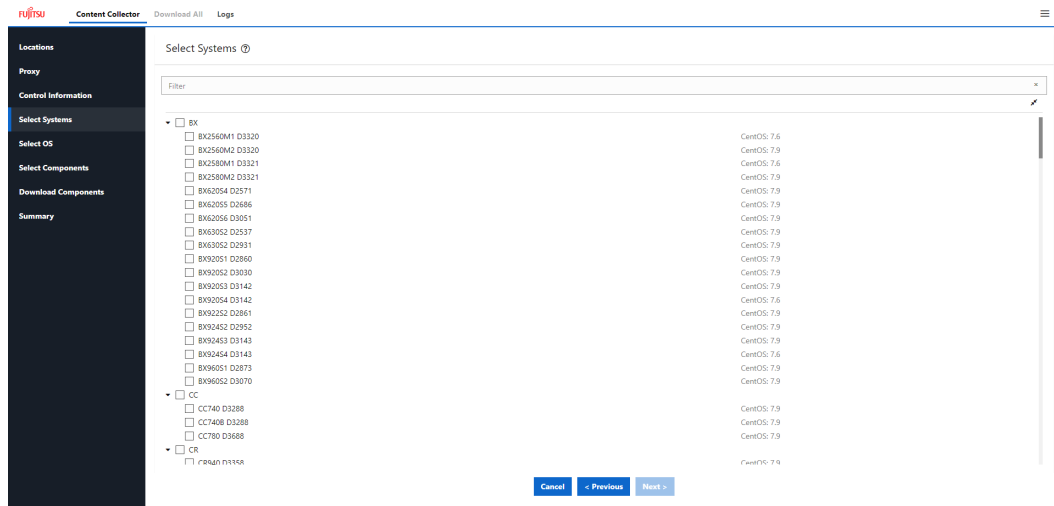 FUJITSU Content Collector Download All Logs
Locations
Proxy
Control Information
Select Systems
Select OS
Select Components
Download Components
Summary
Select Systems
Filter
BX
BX2560M1 D3320 CentOS: 7.6
BX2560M2 D3320 CentOS: 7.9
BX2580M1 D3321 CentOS: 7.6
BX2580M2 D3321 CentOS: 7.9
BX620S4 D2571 CentOS: 7.9
BX620S5 D2686 CentOS: 7.9
BX620S6 D3051 CentOS: 7.9
BX630S2 D2537 CentOS: 7.9
BX630S2 D2931 CentOS: 7.9
BX920S1 D2860 CentOS: 7.9
BX920S2 D3030 CentOS: 7.9
BX920S3 D3142 CentOS: 7.9
BX920S4 D3142 CentOS: 7.6
BX922S2 D2861 CentOS: 7.9
BX924S2 D2952 CentOS: 7.9
BX924S3 D3143 CentOS: 7.9
BX924S4 D3143 CentOS: 7.6
BX960S1 D2873 CentOS: 7.9
BX960S2 D3070 CentOS: 7.9
CC
CC740 D3288 CentOS: 7.9
CC740B D3288 CentOS: 7.9
CC780 D3688 CentOS: 7.9
CR
CR940 D3358 CentOS: 7.9
Cancel < Previous Next >